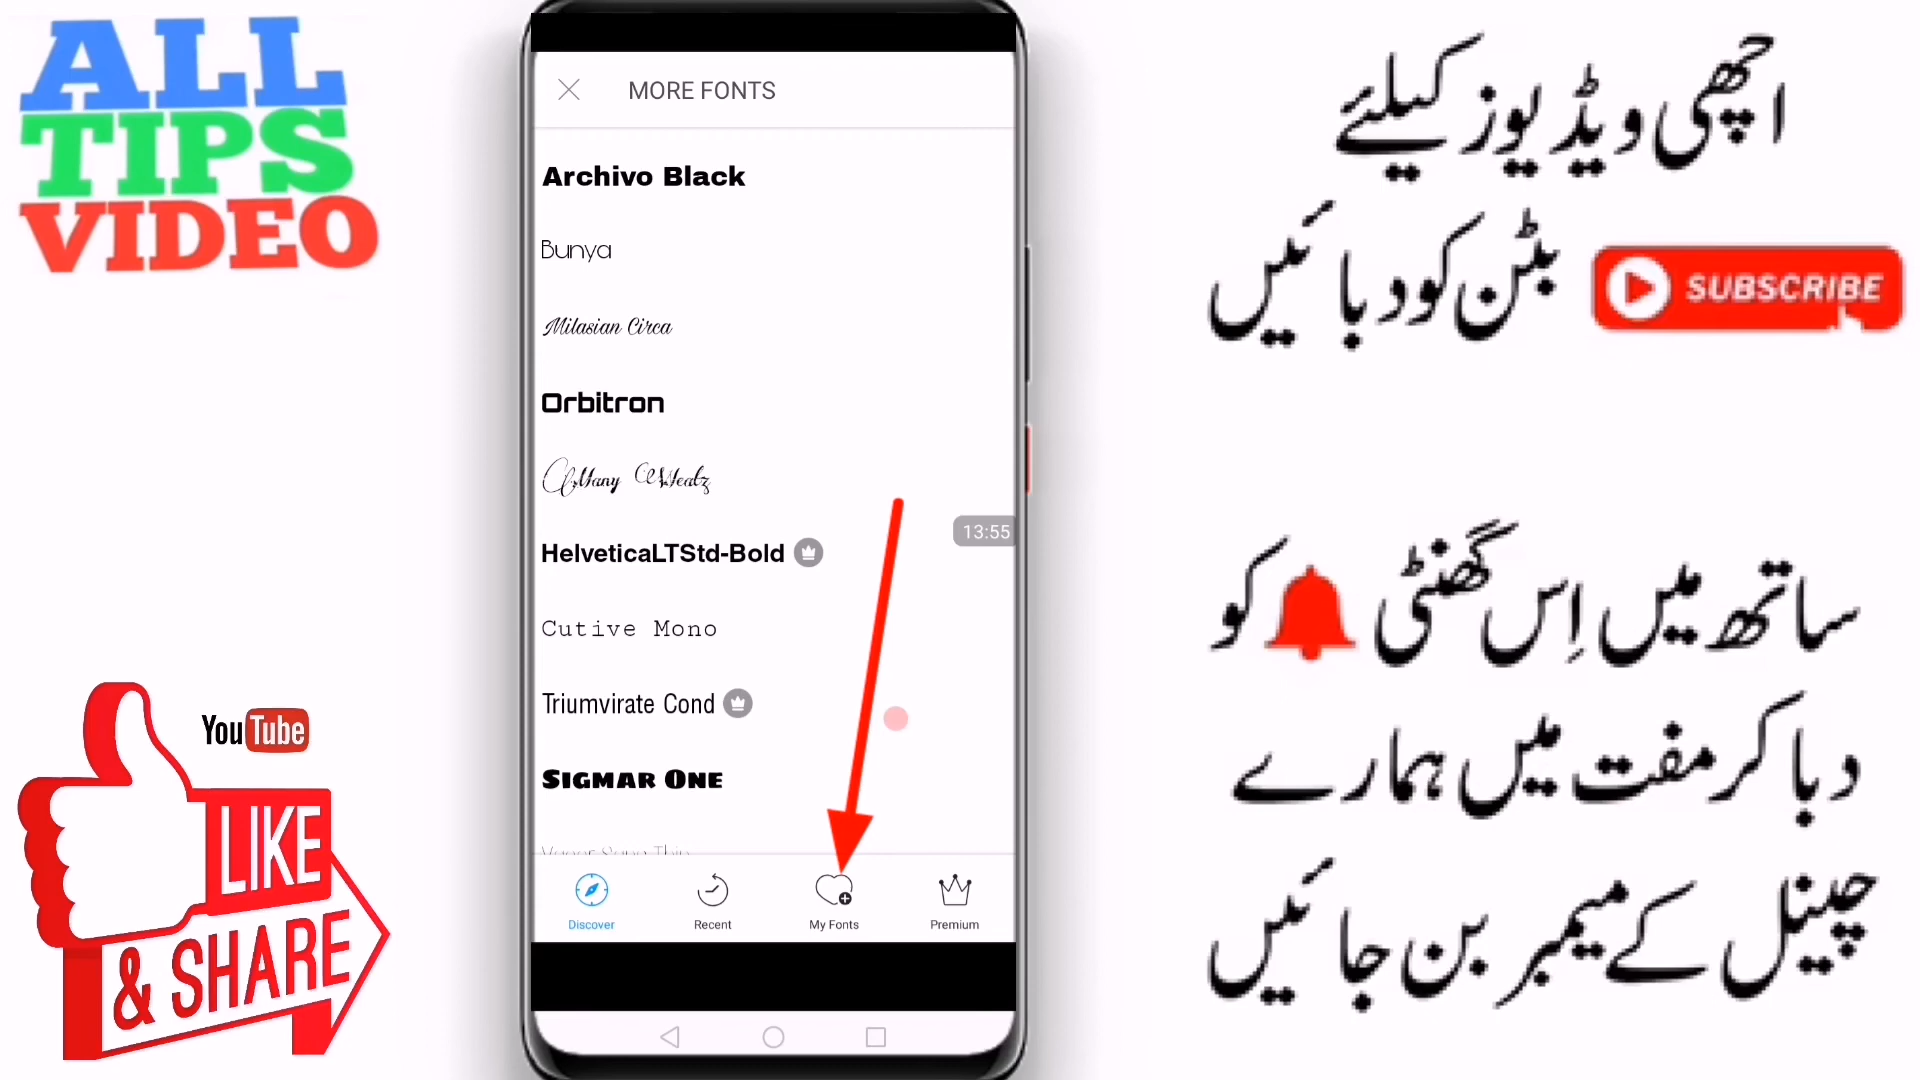 ALL
TIPS
VIDEO
MORE FONTS
Archivo Black
Bunya
Milasian Circa
Orbitron
Many Weatz
HelveticaLTStd-Bold
13:55
Cutive Mono
Triumvirate Cond
SIGMAR ONE
Discover
Recent
My Fonts
Premium
YouTube
LIKE
& SHARE
اچھی ویڈیوز کیلئے
SUBSCRIBE بٹن کو دبائیں
ساتھ میں اِس گھنٹی کو
دبا کر مفت میں ہمارے
چینل کے میمبر بن جائیں